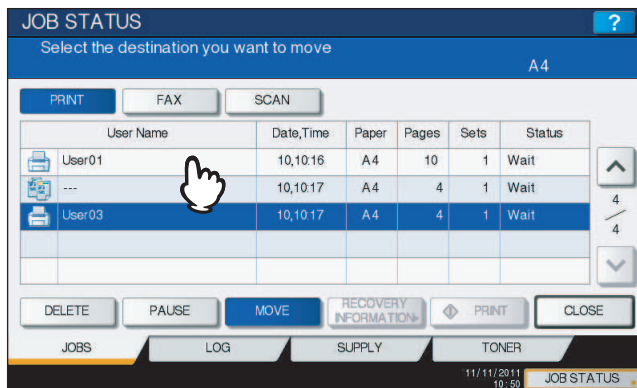 JOB STATUS ?
Select the destination you want to move
A4
PRINT FAX SCAN
User Name Date,Time Paper Pages Sets Status
User01 10,10:16 A4 10 1 Wait
--- 10,10:17 A4 4 1 Wait
User03 10,10:17 A4 4 1 Wait
4
4
DELETE PAUSE MOVE RECOVERY INFORMATION PRINT CLOSE
JOBS LOG SUPPLY TONER
11/11/2011
10:50 JOB STATUS